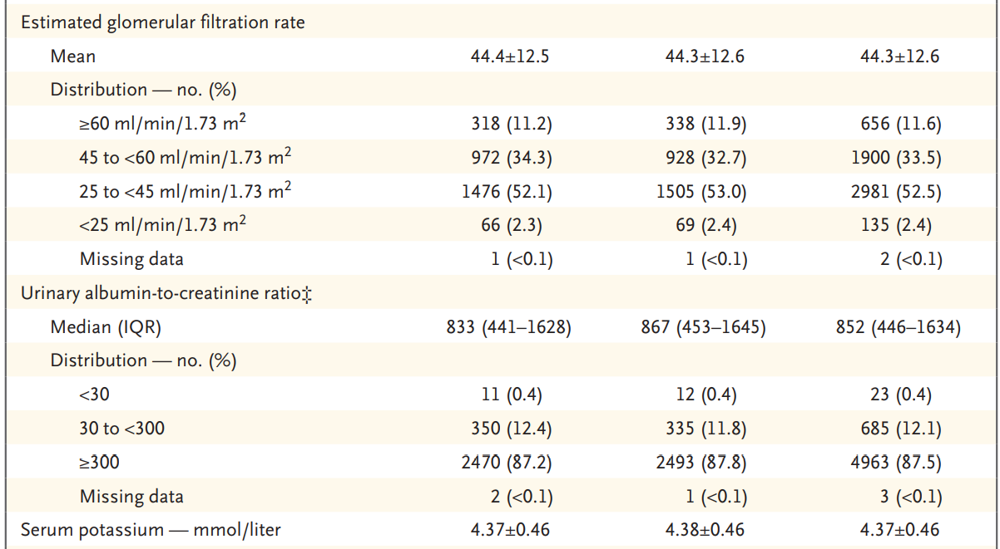 Estimated glomerular filtration rate
Mean 44.4±12.5 44.3±12.6 44.3±12.6
Distribution — no. (%)
≥60 ml/min/1.73 m² 318 (11.2) 338 (11.9) 656 (11.6)
45 to <60 ml/min/1.73 m² 972 (34.3) 928 (32.7) 1900 (33.5)
25 to <45 ml/min/1.73 m² 1476 (52.1) 1505 (53.0) 2981 (52.5)
<25 ml/min/1.73 m² 66 (2.3) 69 (2.4) 135 (2.4)
Missing data 1 (<0.1) 1 (<0.1) 2 (<0.1)
Urinary albumin-to-creatinine ratio‡
Median (IQR) 833 (441–1628) 867 (453–1645) 852 (446–1634)
Distribution — no. (%)
<30 11 (0.4) 12 (0.4) 23 (0.4)
30 to <300 350 (12.4) 335 (11.8) 685 (12.1)
≥300 2470 (87.2) 2493 (87.8) 4963 (87.5)
Missing data 2 (<0.1) 1 (<0.1) 3 (<0.1)
Serum potassium — mmol/liter 4.37±0.46 4.38±0.46 4.37±0.46